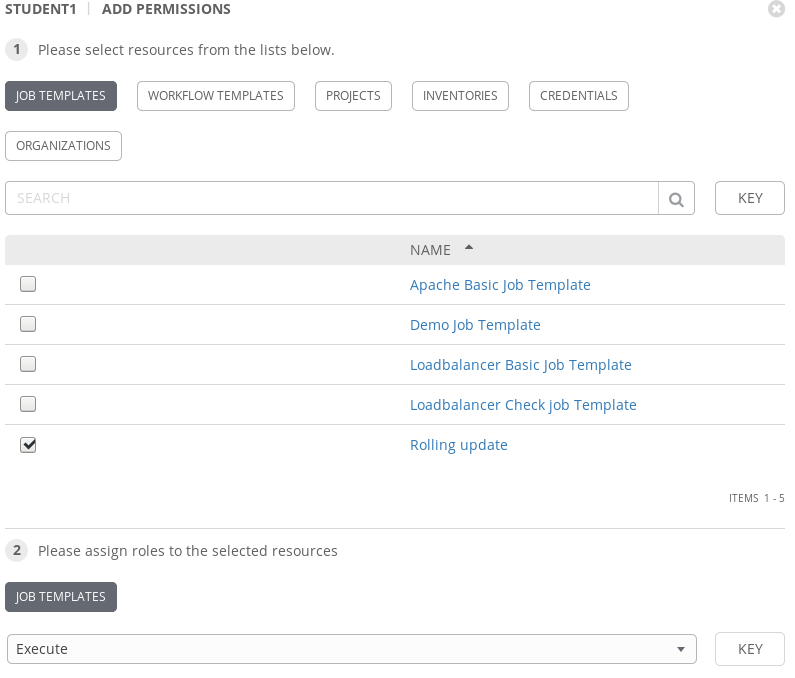 STUDENT1 | ADD PERMISSIONS
1 Please select resources from the lists below.
JOB TEMPLATES WORKFLOW TEMPLATES PROJECTS INVENTORIES CREDENTIALS
ORGANIZATIONS
SEARCH KEY
NAME
Apache Basic Job Template
Demo Job Template
Loadbalancer Basic Job Template
Loadbalancer Check job Template
Rolling update
ITEMS 1 - 5
2 Please assign roles to the selected resources
JOB TEMPLATES
Execute KEY